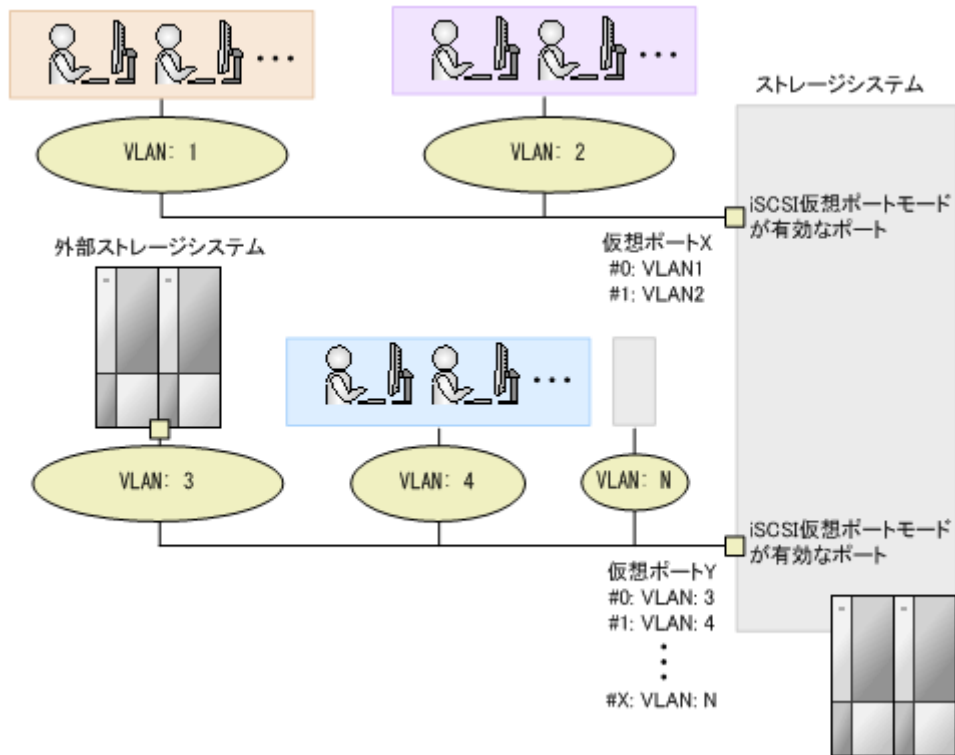 VLAN: 1
VLAN: 2
ストレージシステム
iSCSI仮想ポートモード
が有効なポート
仮想ポートX
#0: VLAN1
#1: VLAN2
外部ストレージシステム
VLAN: 3
VLAN: 4
VLAN: N
iSCSI仮想ポートモード
が有効なポート
仮想ポートY
#0: VLAN: 3
#1: VLAN: 4
#X: VLAN: N